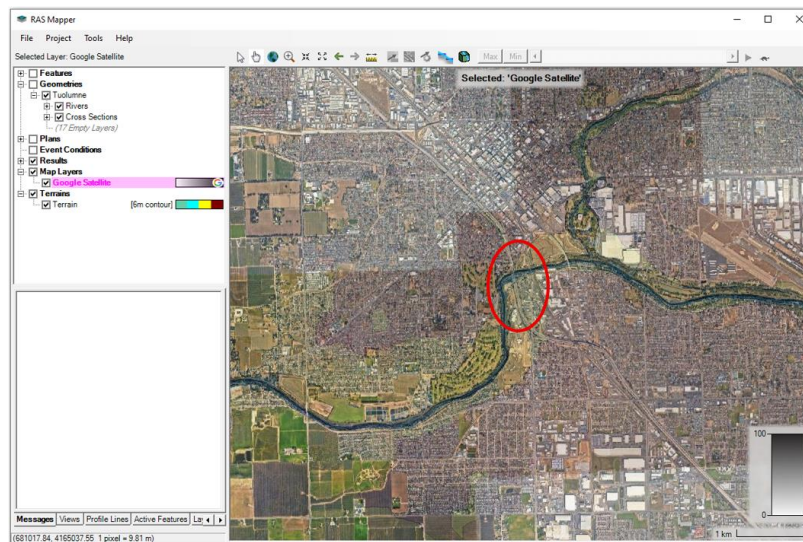 RAS Mapper
File Project Tools Help
Selected Layer: Google Satellite
Max Min
Selected: 'Google Satellite'
Features
Geometries
Tuolumne
Rivers
Cross Sections
(17 Empty Layers)
Plans
Event Conditions
Results
Map Layers
Google Satellite
Terrains
Terrain [6m contour]
100
0
1 km
Messages Views Profile Lines Active Features La
(681017.84, 4165037.55 1 pixel = 9.81 m)